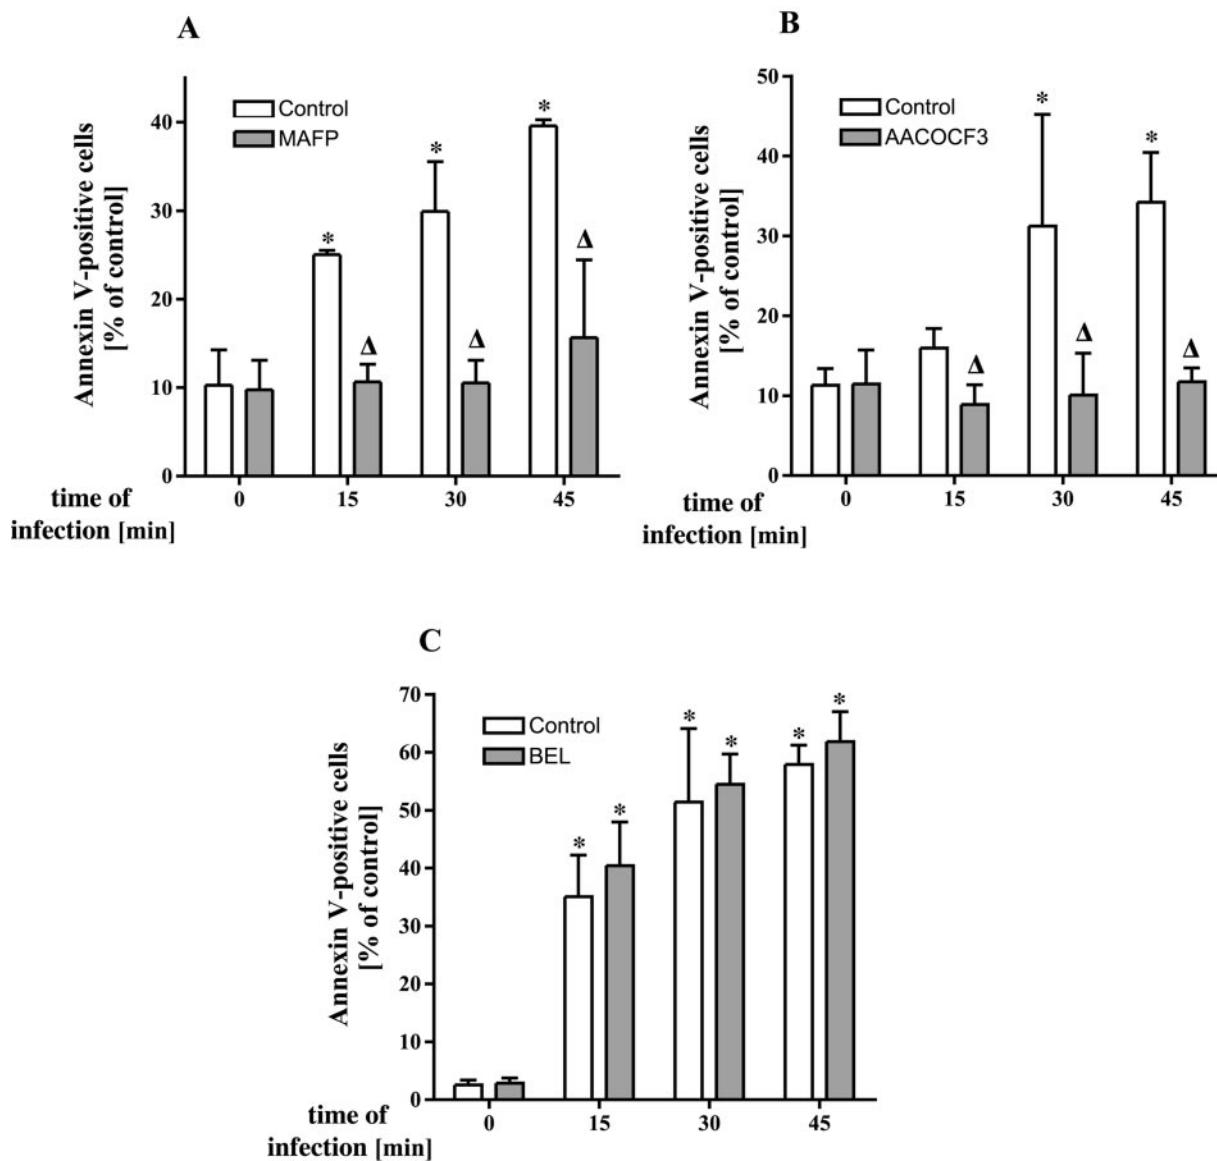 A
Control
MAFP
Annexin V-positive cells
[% of control]
40
30
20
10
0
* * *
Δ Δ Δ
0 15 30 45
time of
infection [min]
B
Control
AACOCF3
Annexin V-positive cells
[% of control]
50
40
30
20
10
0
* *
Δ Δ Δ
0 15 30 45
time of
infection [min]
C
Control
BEL
Annexin V-positive cells
[% of control]
70
60
50
40
30
20
10
0
* * * * * *
0 15 30 45
time of
infection [min]